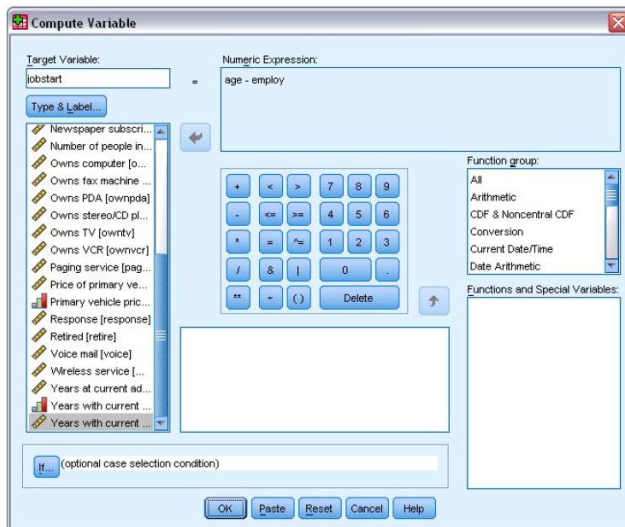 Compute Variable
Target Variable:
jobstart
=
Numeric Expression:
age - employ
Type & Label...
Newspaper subscri...
Number of people in...
Owns computer [o...
Owns fax machine ...
Owns PDA [ownpda]
Owns stereo/CD pl...
Owns TV [owntv]
Owns VCR [ownvcr]
Paging service [pag...
Price of primary ve...
Primary vehicle pric...
Response [response]
Retired [retire]
Voice mail [voice]
Wireless service [...
Years at current ad...
Years with current ...
Years with current ...
+ < > 7 8 9
- <= >= 4 5 6
* = ^= 1 2 3
/ & | 0 .
** ~ ( ) Delete
Function group:
All
Arithmetic
CDF & Noncentral CDF
Conversion
Current Date/Time
Date Arithmetic
Functions and Special Variables:
If... (optional case selection condition)
OK Paste Reset Cancel Help